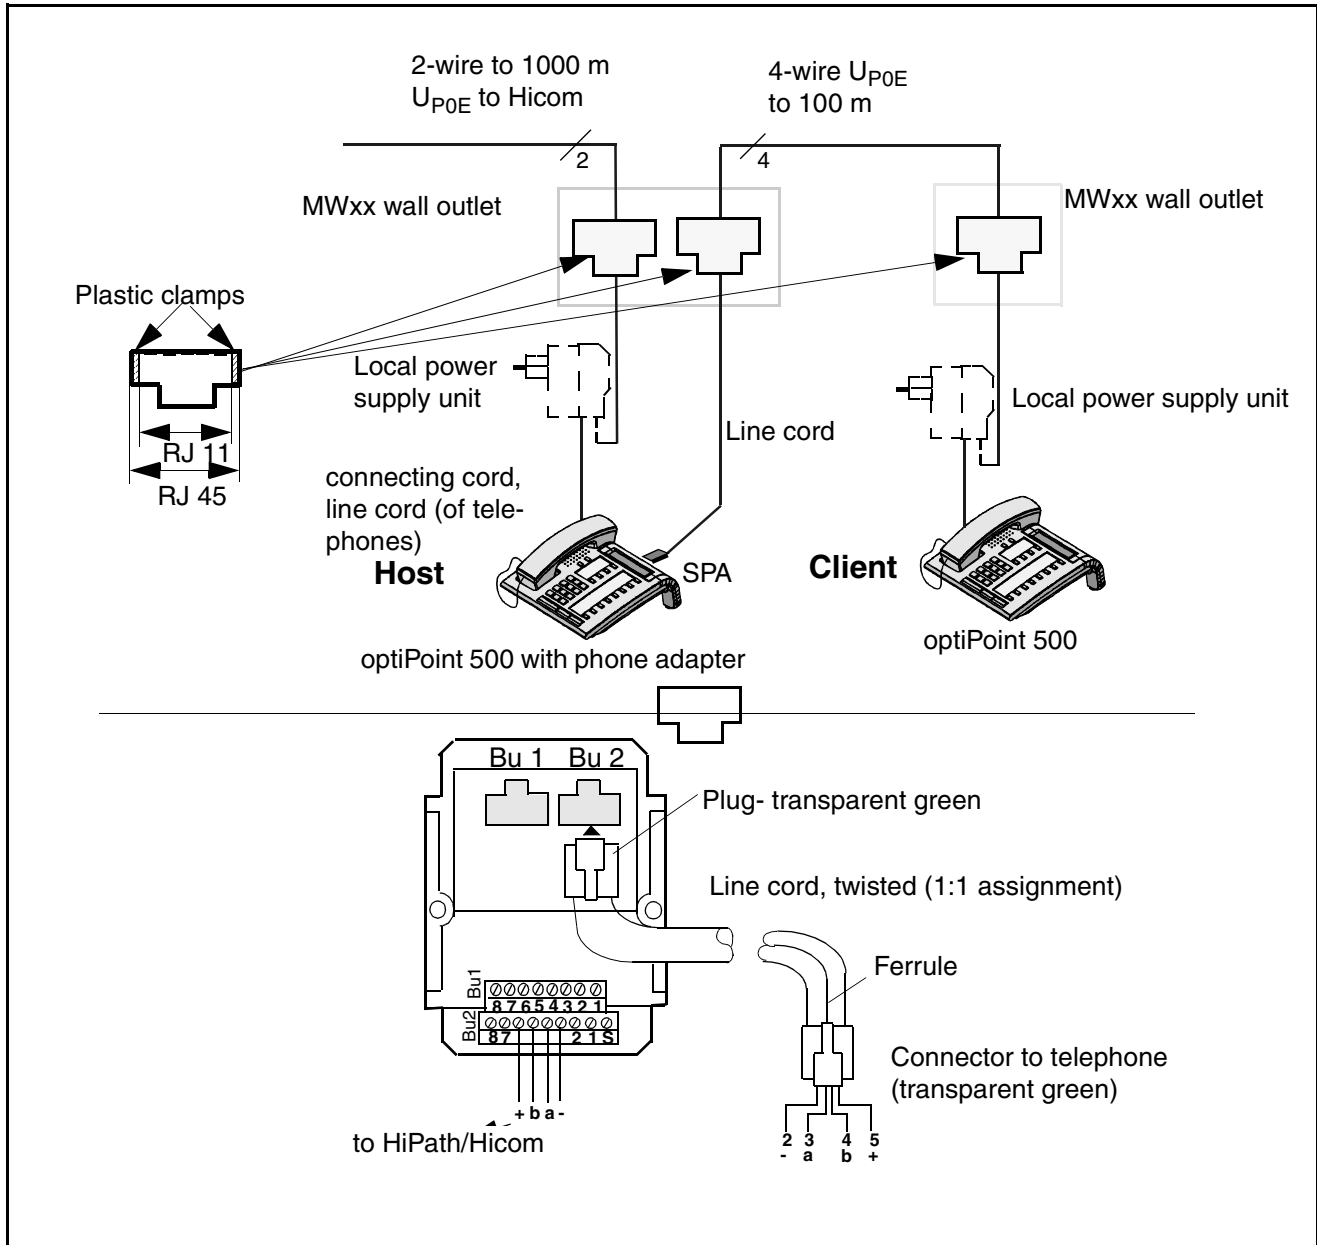 2-wire to 1000 m
UP0E to Hicom
4-wire UP0E
to 100 m
2
4
MWxx wall outlet
MWxx wall outlet
Plastic clamps
Local power
supply unit
Local power supply unit
Line cord
RJ 11
RJ 45
connecting cord,
line cord (of tele-
phones)
Host
SPA
Client
optiPoint 500
optiPoint 500 with phone adapter
Bu 1 Bu 2
Plug- transparent green
Line cord, twisted (1:1 assignment)
Ferrule
Bu1
8 7 6 5 4 3 2 1
Bu2
8 7 2 1 S
Connector to telephone
(transparent green)
+ b a -
to HiPath/Hicom
2 3 4 5
- a b +